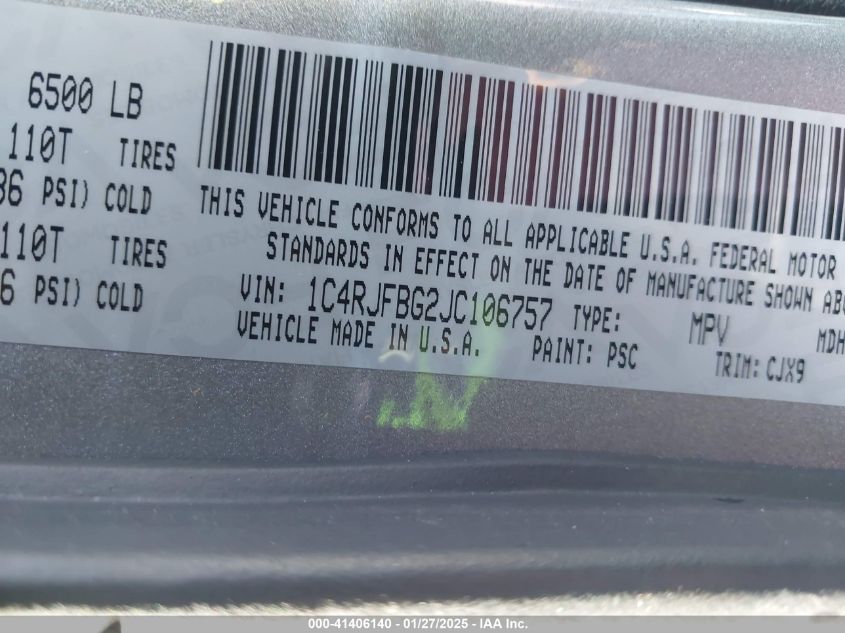 6500 LB
110T TIRES
36 PSI) COLD
110T TIRES
6 PSI) COLD
THIS VEHICLE CONFORMS TO ALL APPLICABLE U.S.A. FEDERAL MOTOR
STANDARDS IN EFFECT ON THE DATE OF MANUFACTURE SHOWN ABO
VIN: 1C4RJFBG2JC106757 TYPE: MPV MDH
VEHICLE MADE IN U.S.A. PAINT: PSC TRIM: CJX9
000-41406140 - 01/27/2025 - IAA Inc.